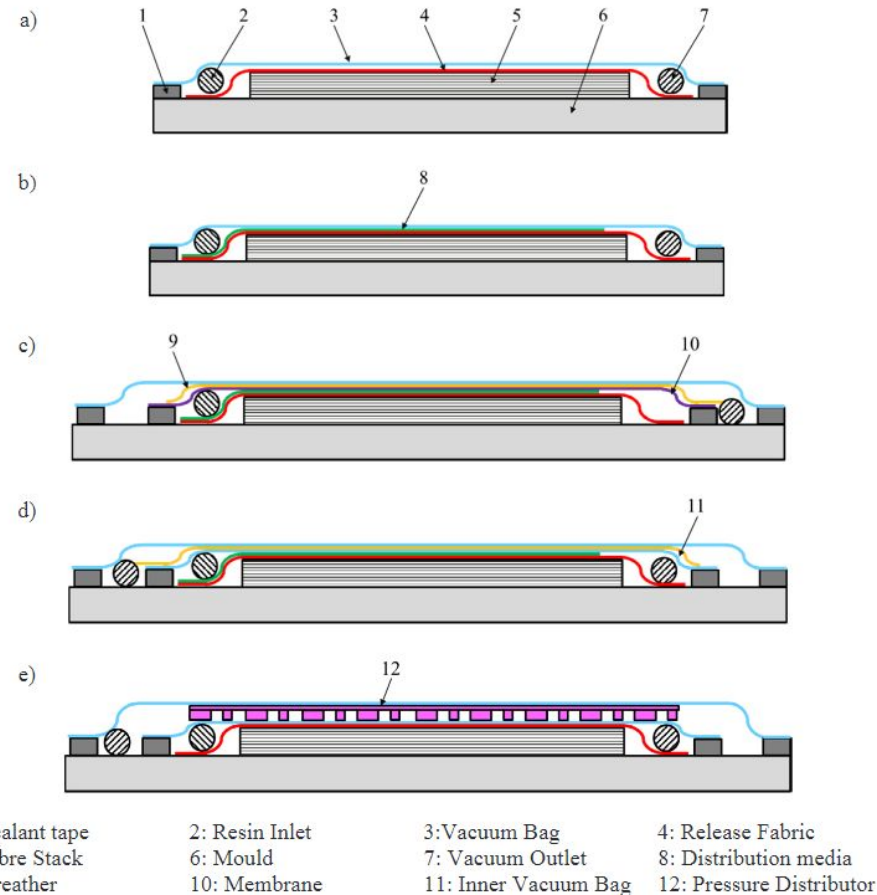 a) 1 2 3 4 5 6 7
b) 8
c) 9 10
d) 11
e) 12
ealant tape 2: Resin Inlet 3:Vacuum Bag 4: Release Fabric
bre Stack 6: Mould 7: Vacuum Outlet 8: Distribution media
reather 10: Membrane 11: Inner Vacuum Bag 12: Pressure Distributor